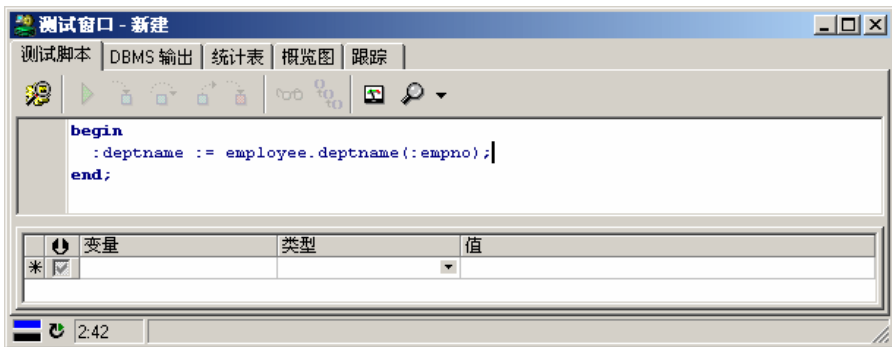 测试窗口 - 新建
测试脚本 DBMS 输出 统计表 概览图 跟踪
begin
:deptname := employee.deptname(:empno);
end;
变量 类型 值
2:42